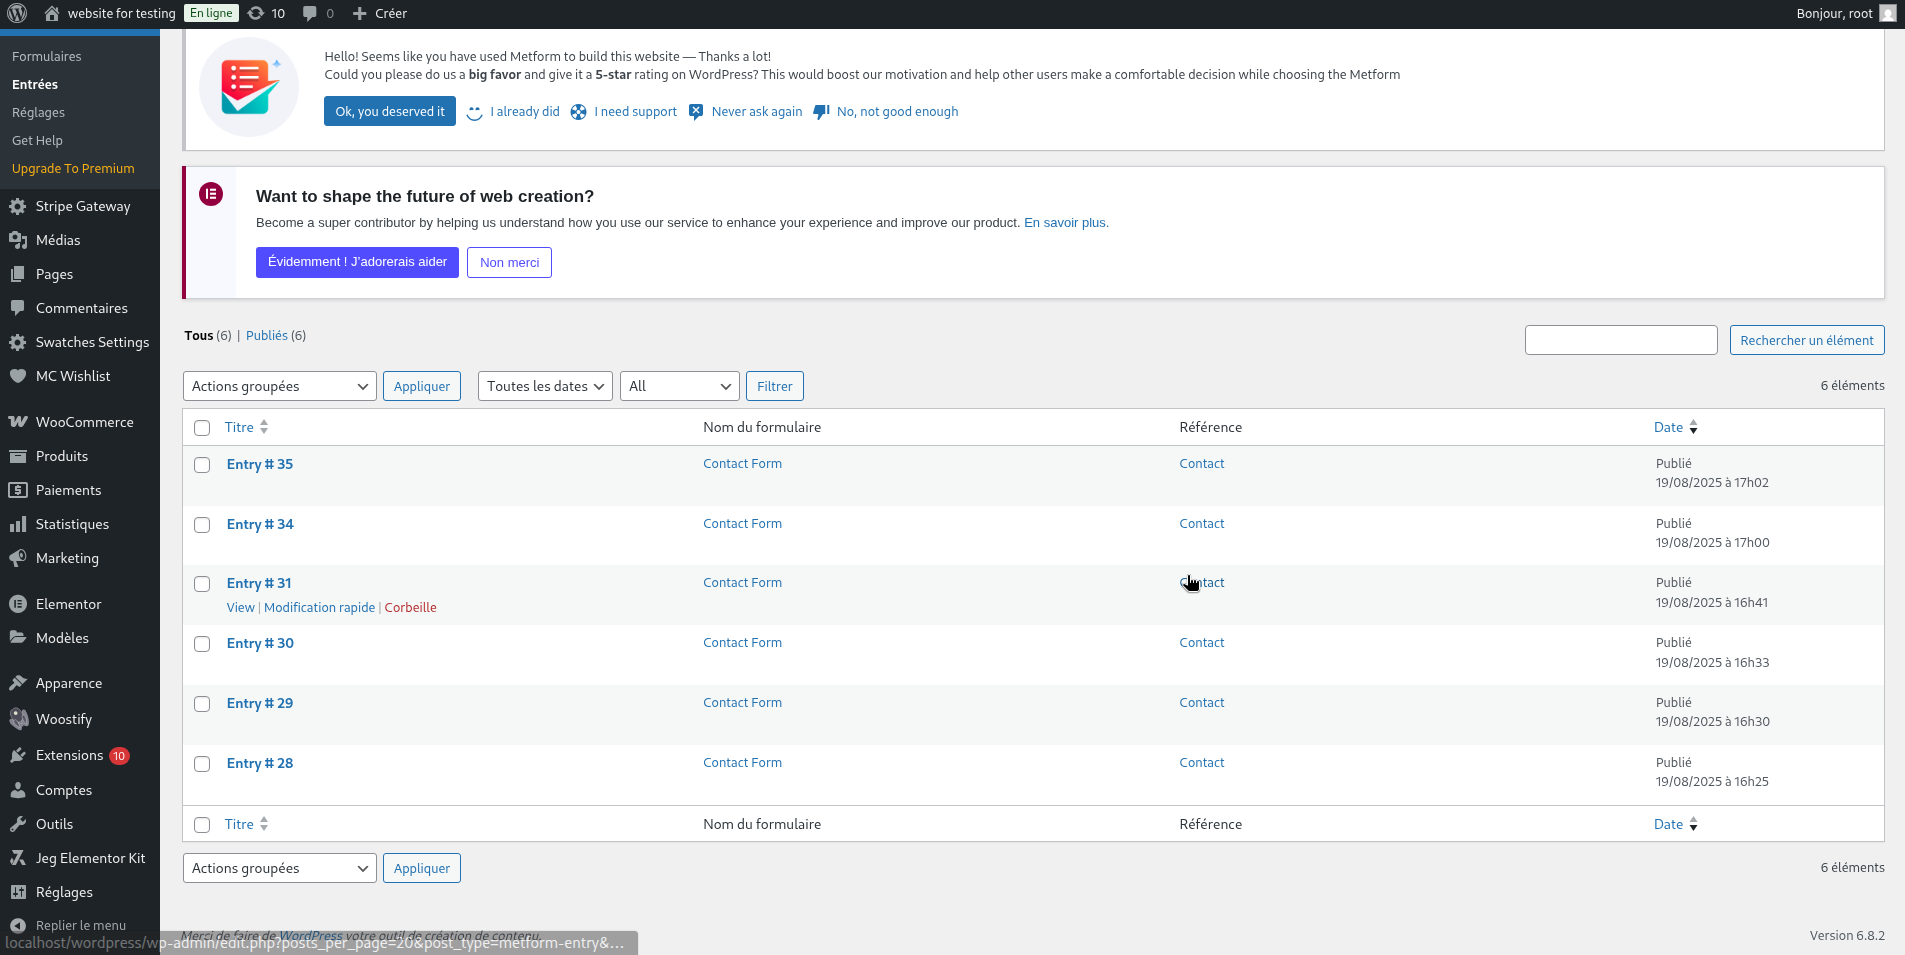 website for testing En ligne 10 0 Créer Bonjour, root
Formulaires
Entrées
Réglages
Get Help
Upgrade To Premium
Stripe Gateway
Médias
Pages
Commentaires
Swatches Settings
MC Wishlist
WooCommerce
Produits
Paiements
Statistiques
Marketing
Elementor
Modèles
Apparence
Woostify
Extensions 10
Comptes
Outils
Jeg Elementor Kit
Réglages
Replier le menu
Hello! Seems like you have used Metform to build this website — Thanks a lot!
Could you please do us a big favor and give it a 5-star rating on WordPress? This would boost our motivation and help other users make a comfortable decision while choosing the Metform
Ok, you deserved it I already did I need support Never ask again No, not good enough
Want to shape the future of web creation?
Become a super contributor by helping us understand how you use our service to enhance your experience and improve our product. En savoir plus.
Évidemment ! J'adorerais aider Non merci
Tous (6) | Publiés (6) Rechercher un élément
Actions groupées Appliquer Toutes les dates All Filtrer 6 éléments
Titre Nom du formulaire Référence Date
Entry # 35 Contact Form Contact Publié
19/08/2025 à 17h02
Entry # 34 Contact Form Contact Publié
19/08/2025 à 17h00
Entry # 31 Contact Form Contact Publié
View | Modification rapide | Corbeille 19/08/2025 à 16h41
Entry # 30 Contact Form Contact Publié
19/08/2025 à 16h33
Entry # 29 Contact Form Contact Publié
19/08/2025 à 16h30
Entry # 28 Contact Form Contact Publié
19/08/2025 à 16h25
Titre Nom du formulaire Référence Date
Actions groupées Appliquer 6 éléments
Merci de faire de WordPress votre outil de création de contenu. Version 6.8.2
localhost/wordpress/wp-admin/edit.php?posts_per_page=20&post_type=metform-entry&…